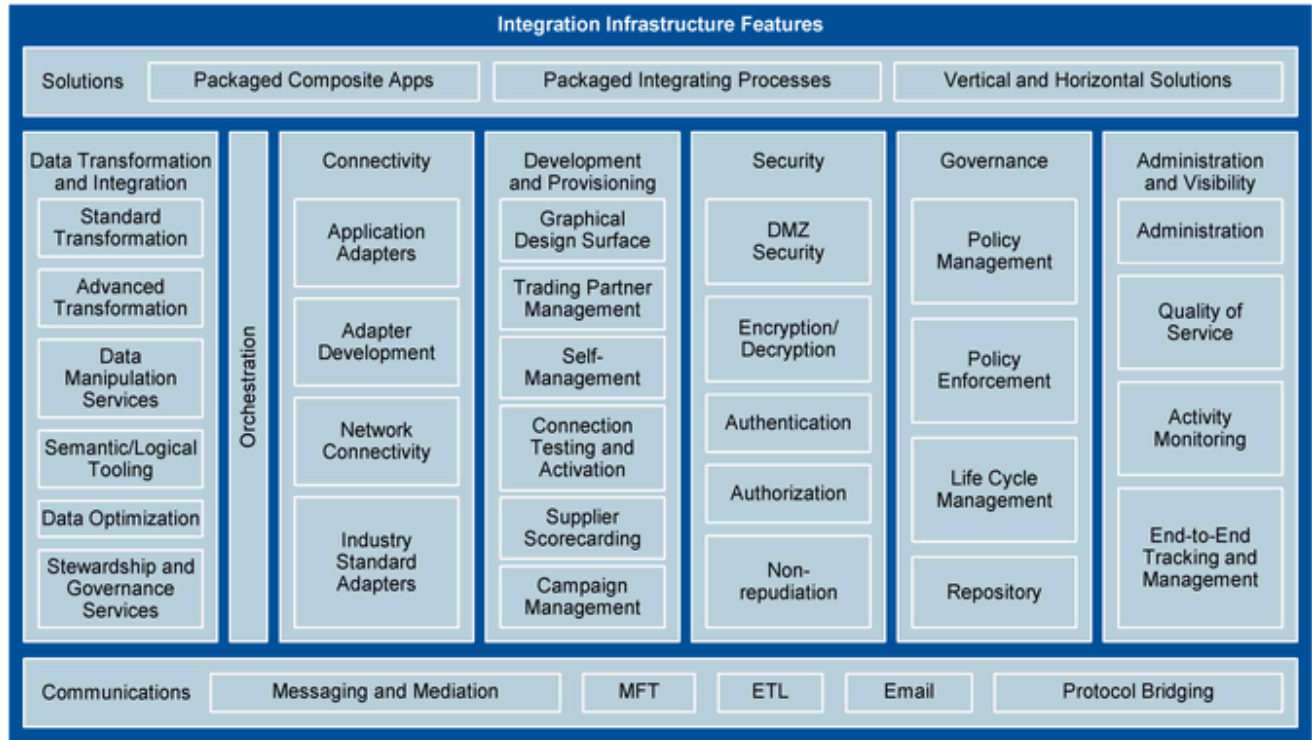 Integration Infrastructure Features
Solutions
Packaged Composite Apps
Packaged Integrating Processes
Vertical and Horizontal Solutions
Data Transformation
and Integration
Standard
Transformation
Advanced
Transformation
Data
Manipulation
Services
Semantic/Logical
Tooling
Data Optimization
Stewardship and
Governance
Services
Orchestration
Connectivity
Application
Adapters
Adapter
Development
Network
Connectivity
Industry
Standard
Adapters
Development
and Provisioning
Graphical
Design Surface
Trading Partner
Management
Self-
Management
Connection
Testing and
Activation
Supplier
Scorecarding
Campaign
Management
Security
DMZ
Security
Encryption/
Decryption
Authentication
Authorization
Non-
repudiation
Governance
Policy
Management
Policy
Enforcement
Life Cycle
Management
Repository
Administration
and Visibility
Administration
Quality of
Service
Activity
Monitoring
End-to-End
Tracking and
Management
Communications
Messaging and Mediation
MFT
ETL
Email
Protocol Bridging